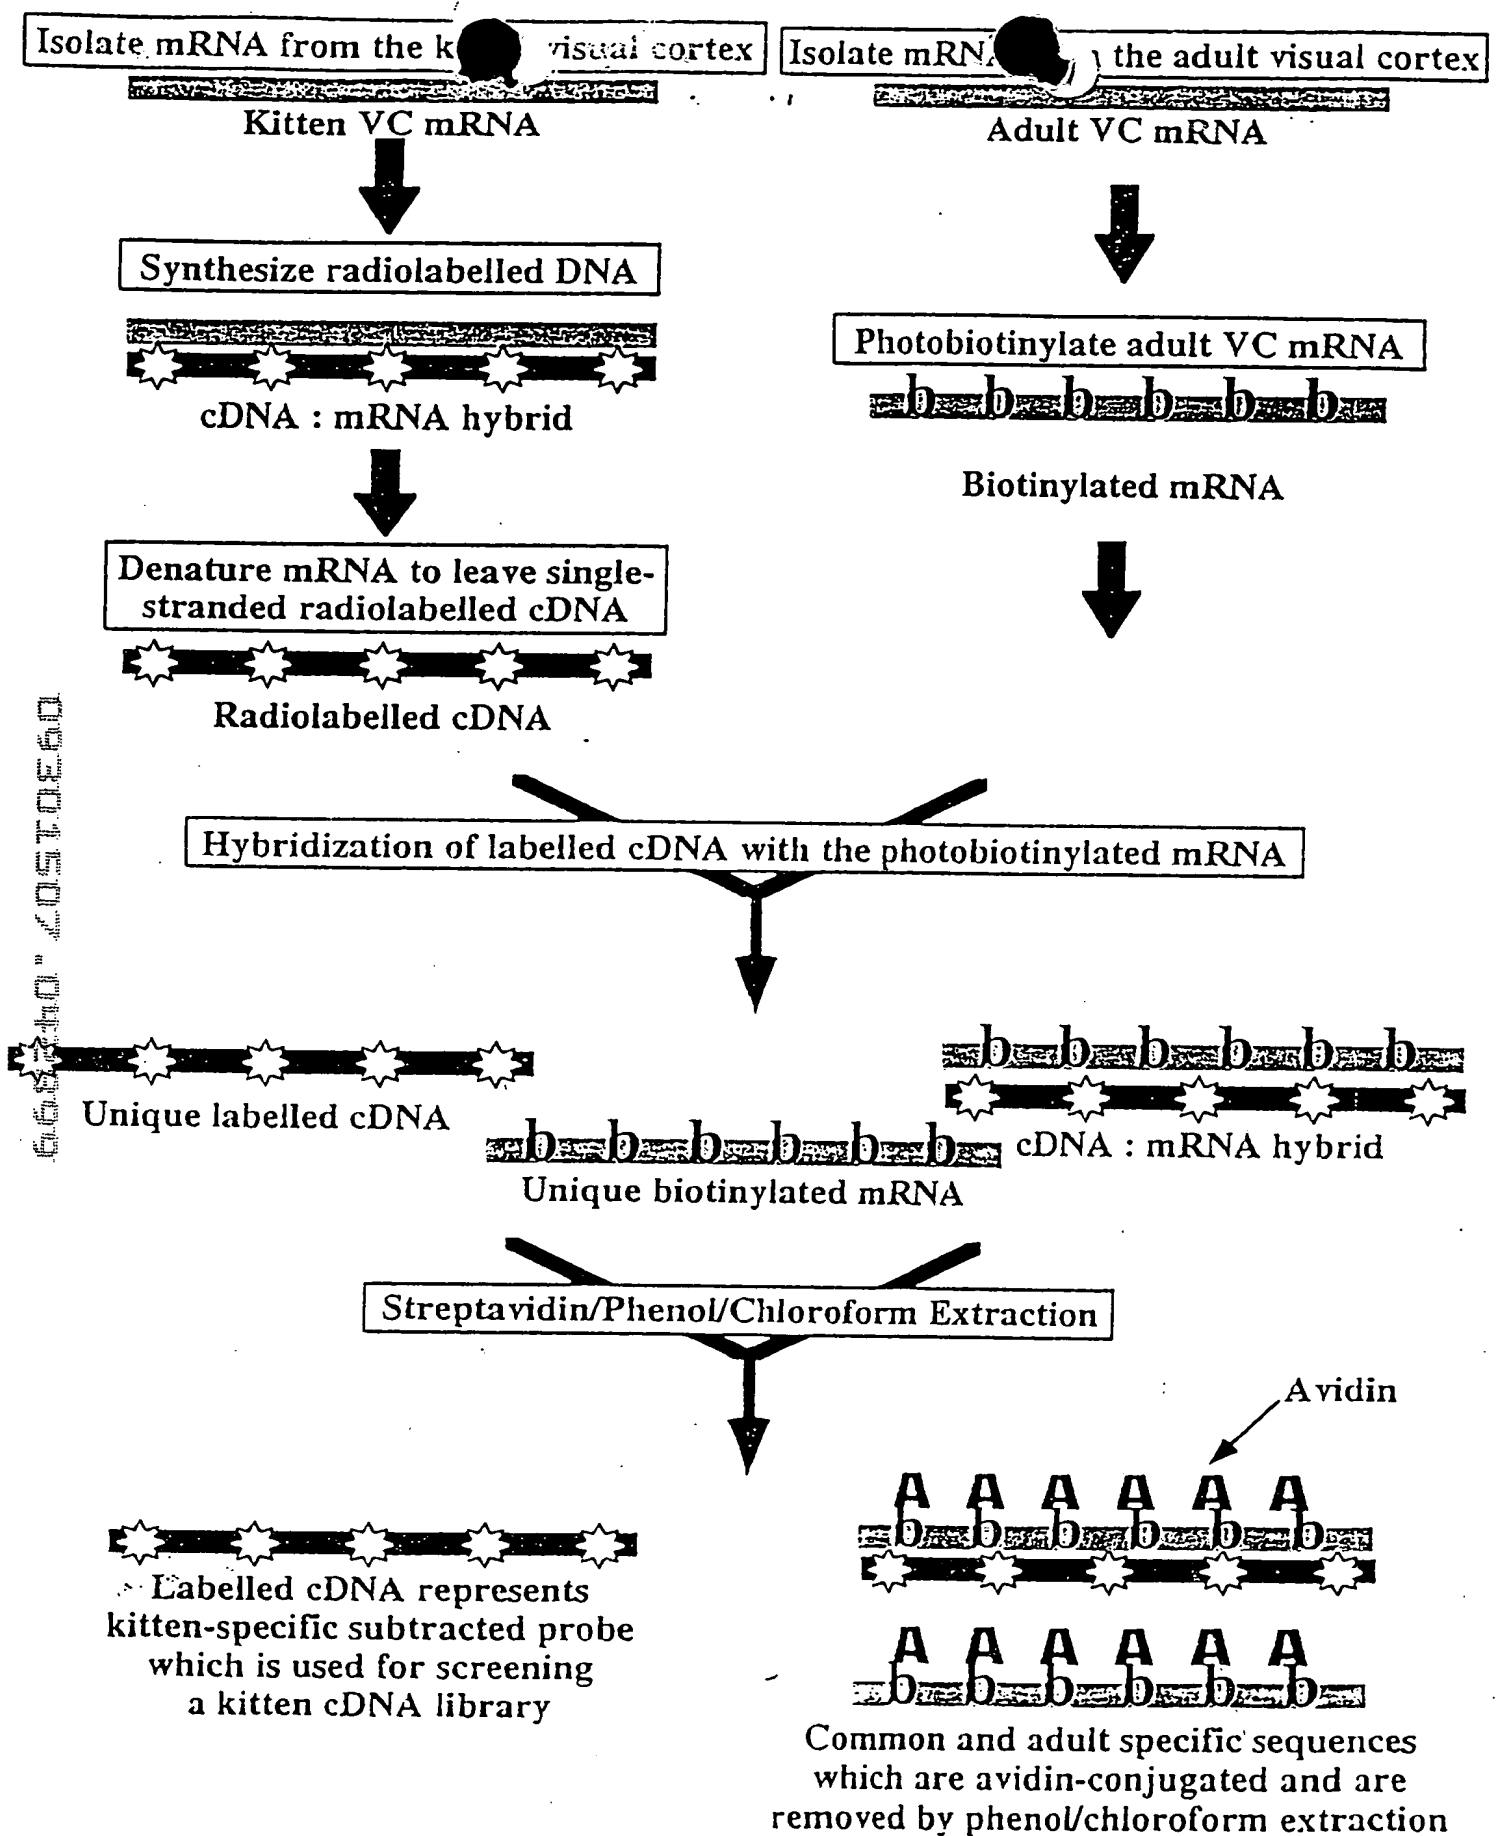 Isolate mRNA from the visual cortex
Isolate the adult visual cortex
Kitten VC mRNA
Adult VC mRNA
Synthesize radiolabelled DNA
cDNA : mRNA hybrid
Photobiotinylate adult VC mRNA
b b b b b b
Biotinylated mRNA
Denature mRNA to leave single-
stranded radiolabelled cDNA
Radiolabelled cDNA
Hybridization of labelled cDNA with the photobiotinylated mRNA
Unique labelled cDNA
b b b b b b
cDNA : mRNA hybrid
b b b b b b
Unique biotinylated mRNA
Streptavidin/Phenol/Chloroform Extraction
Avidin
A A A A A A
b b b b b b
Labelled cDNA represents
kitten-specific subtracted probe
which is used for screening
a kitten cDNA library
A A A A A A
b b b b b b
Common and adult specific sequences
which are avidin-conjugated and are
removed by phenol/chloroform extraction